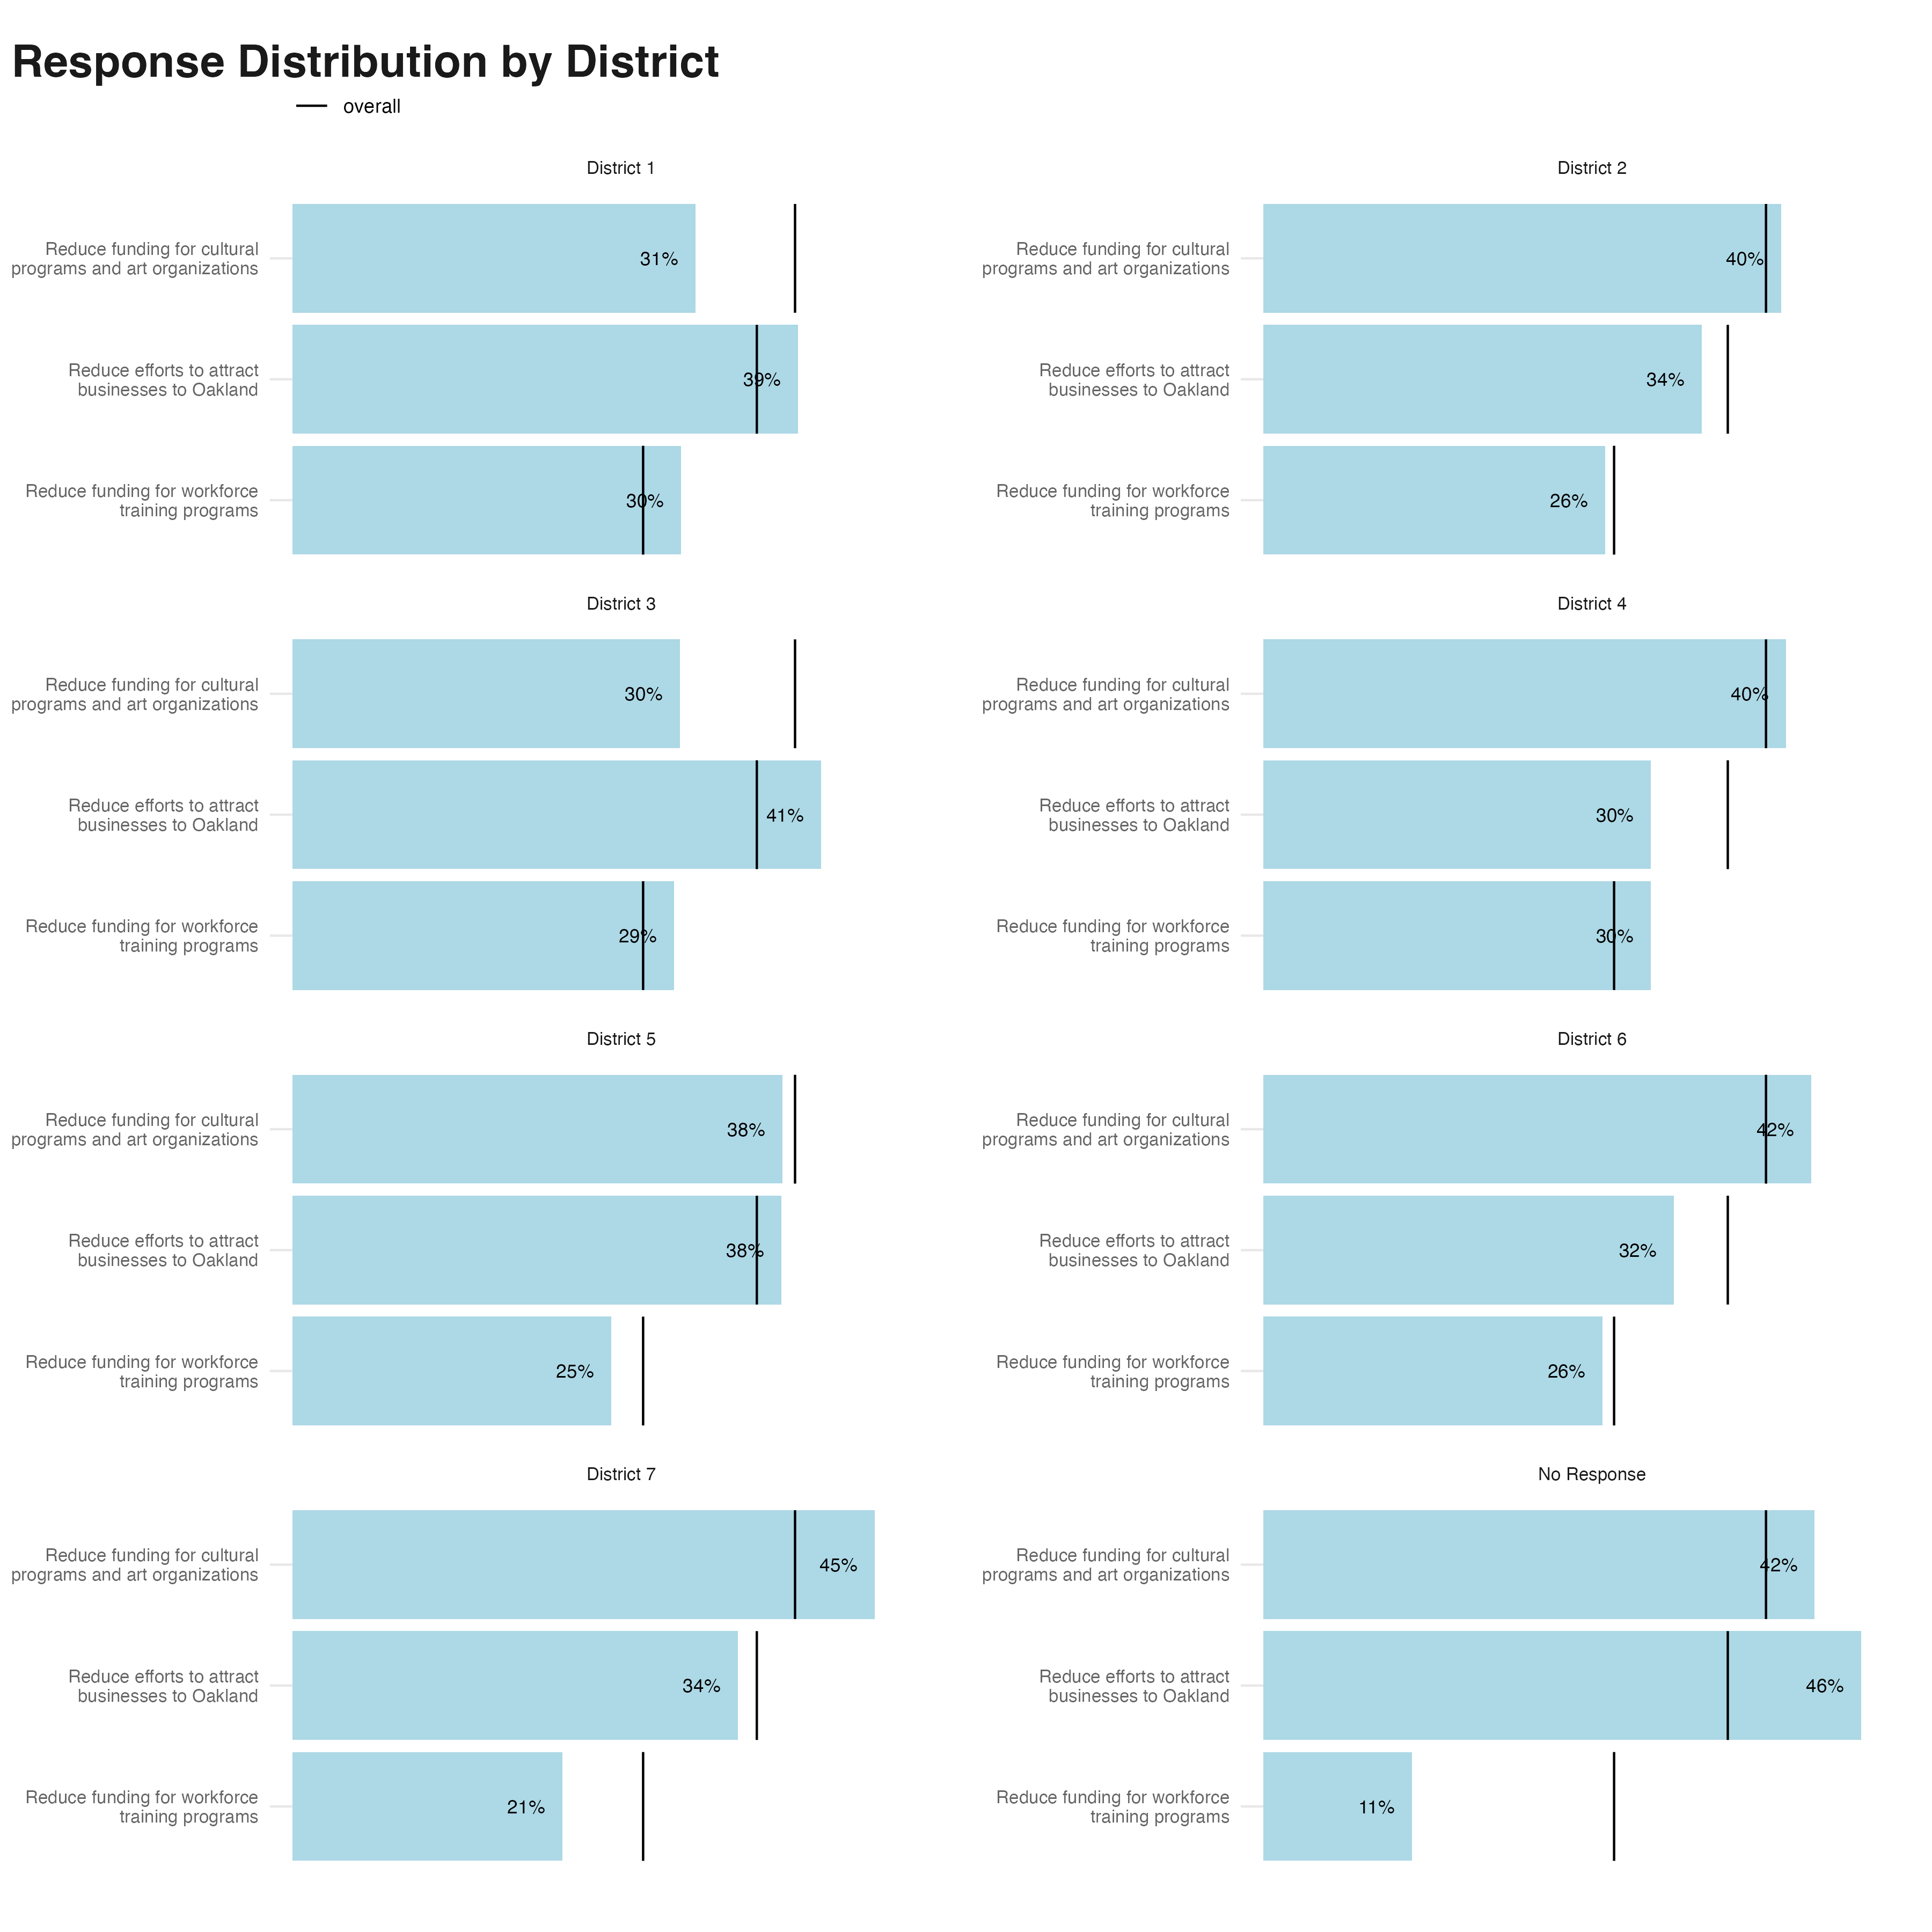 Response Distribution by District
overall
District 1
Reduce funding for cultural
programs and art organizations
31%
Reduce efforts to attract
businesses to Oakland
39%
Reduce funding for workforce
training programs
30%
District 2
Reduce funding for cultural
programs and art organizations
40%
Reduce efforts to attract
businesses to Oakland
34%
Reduce funding for workforce
training programs
26%
District 3
Reduce funding for cultural
programs and art organizations
30%
Reduce efforts to attract
businesses to Oakland
41%
Reduce funding for workforce
training programs
29%
District 4
Reduce funding for cultural
programs and art organizations
40%
Reduce efforts to attract
businesses to Oakland
30%
Reduce funding for workforce
training programs
30%
District 5
Reduce funding for cultural
programs and art organizations
38%
Reduce efforts to attract
businesses to Oakland
38%
Reduce funding for workforce
training programs
25%
District 6
Reduce funding for cultural
programs and art organizations
42%
Reduce efforts to attract
businesses to Oakland
32%
Reduce funding for workforce
training programs
26%
District 7
Reduce funding for cultural
programs and art organizations
45%
Reduce efforts to attract
businesses to Oakland
34%
Reduce funding for workforce
training programs
21%
No Response
Reduce funding for cultural
programs and art organizations
42%
Reduce efforts to attract
businesses to Oakland
46%
Reduce funding for workforce
training programs
11%